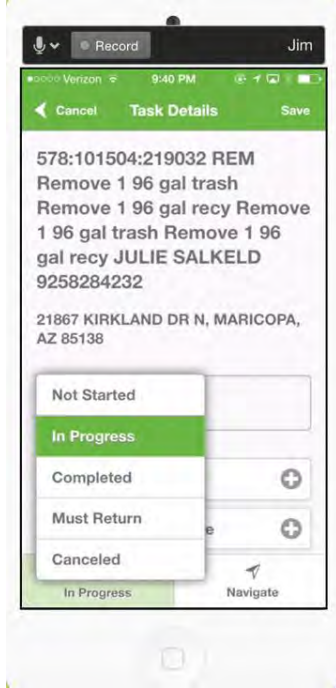 Record
Jim
Verizon
9:40 PM
Cancel
Task Details
Save
578:101504:219032 REM
Remove 1 96 gal trash
Remove 1 96 gal recy Remove
1 96 gal trash Remove 1 96
gal recy JULIE SALKELD
9258284232
21867 KIRKLAND DR N, MARICOPA,
AZ 85138
Not Started
In Progress
Completed
Must Return
e
Canceled
In Progress
Navigate